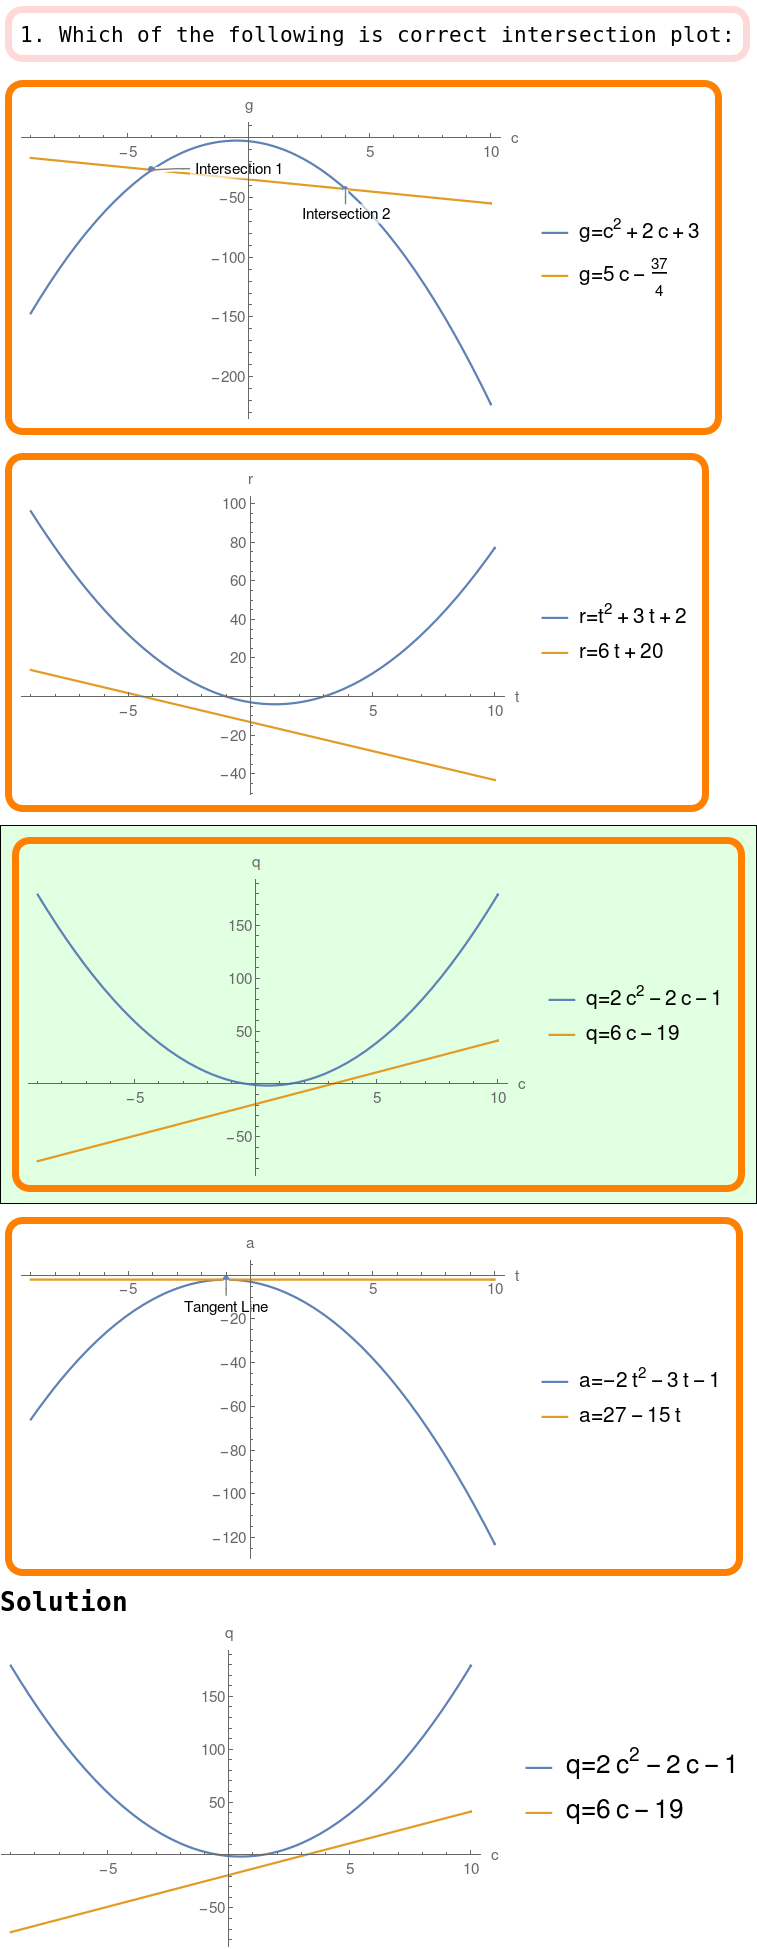 1. Which of the following is correct intersection plot:
g
c
−5 5 10
Intersection 1
−50
Intersection 2
−100
−150
−200
g=c² + 2 c + 3
g=5 c − 37/4
r
100
80
60
40
20
t
−5 5 10
−20
−40
r=t² + 3 t + 2
r=6 t + 20
q
150
100
50
c
−5 5 10
−50
q=2 c² − 2 c − 1
q=6 c − 19
a
t
−5 5 10
Tangent Line
−20
−40
−60
−80
−100
−120
a=−2 t² − 3 t − 1
a=27 − 15 t
Solution
q
150
100
50
c
−5 5 10
−50
q=2 c² − 2 c − 1
q=6 c − 19